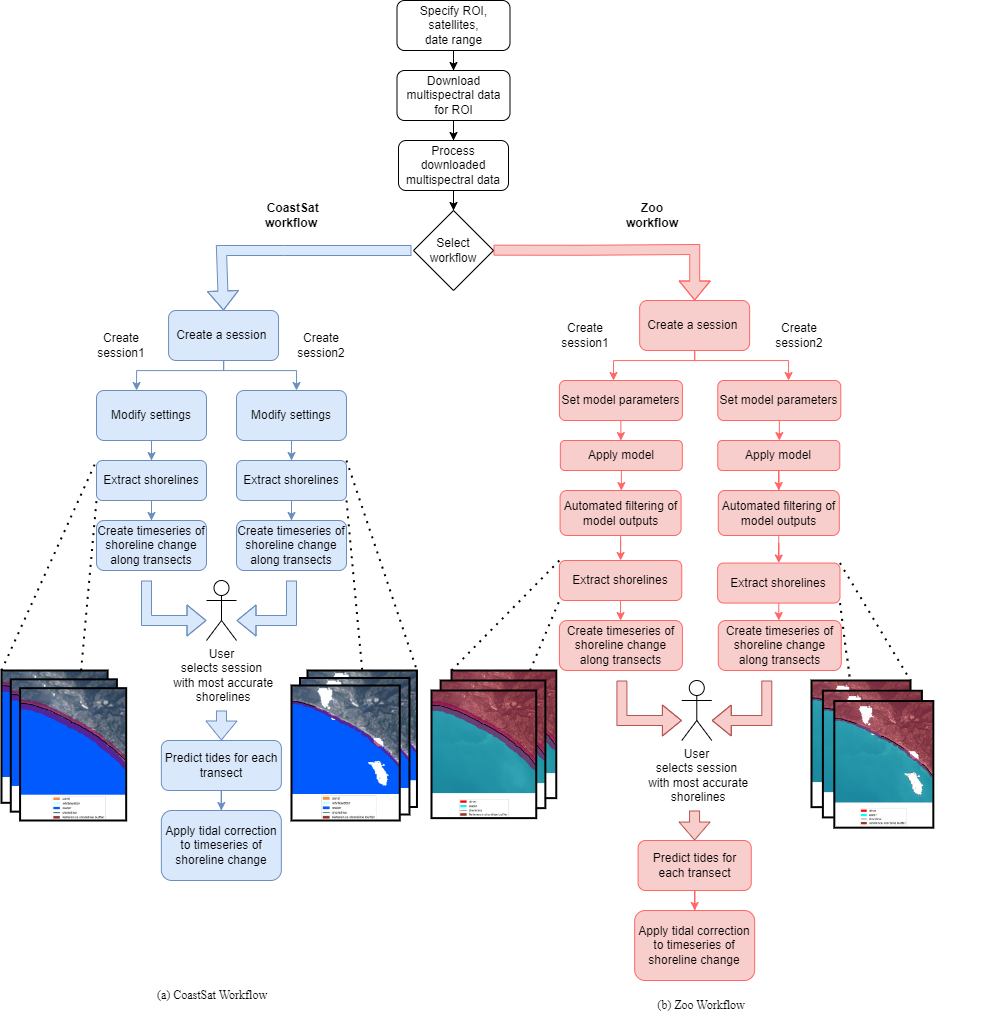 Specify ROI,
satellites,
date range
Download
multispectral data
for ROI
Process
downloaded
multispectral data
Select
workflow
CoastSat
workflow
Create a session
Create
session1
Create
session2
Modify settings
Modify settings
Extract shorelines
Extract shorelines
Create timeseries of
shoreline change
along transects
Create timeseries of
shoreline change
along transects
User
selects session
with most accurate
shorelines
Predict tides for each
transect
Apply tidal correction
to timeseries of
shoreline change
(a) CoastSat Workflow
Zoo
workflow
Create a session
Create
session1
Create
session2
Set model parameters
Set model parameters
Apply model
Apply model
Automated filtering of
model outputs
Automated filtering of
model outputs
Extract shorelines
Extract shorelines
Create timeseries of
shoreline change
along transects
Create timeseries of
shoreline change
along transects
User
selects session
with most accurate
shorelines
Predict tides for
each transect
Apply tidal correction
to timeseries of
shoreline change
(b) Zoo Workflow